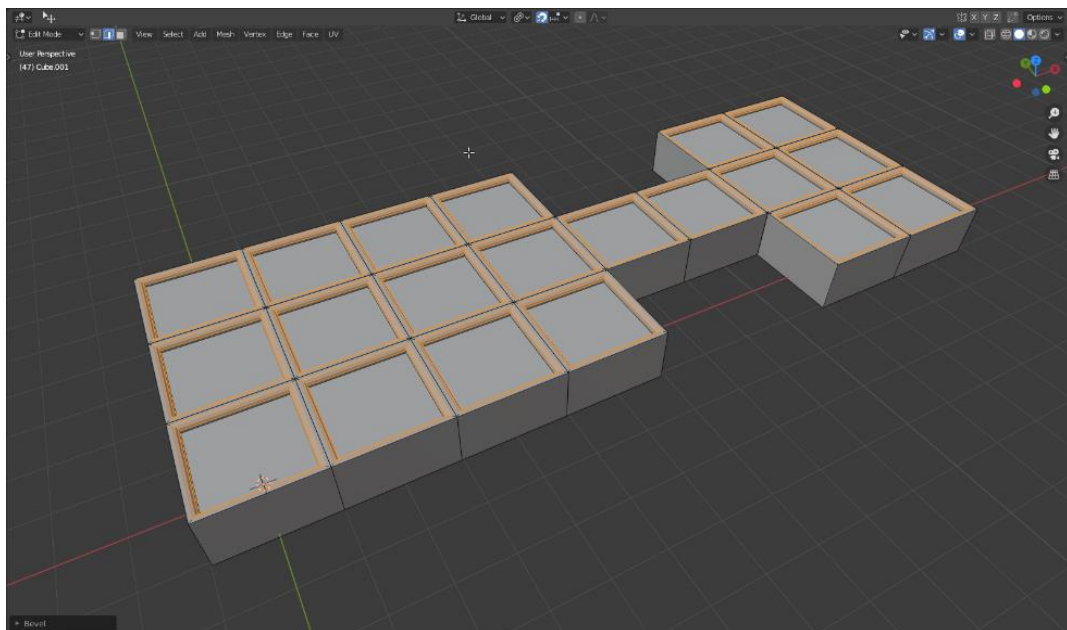 Global
X Y Z
Options
Edit Mode View Select Add Mesh Vertex Edge Face UV
User Perspective
(47) Cube.001
Z
Y
X
Bevel